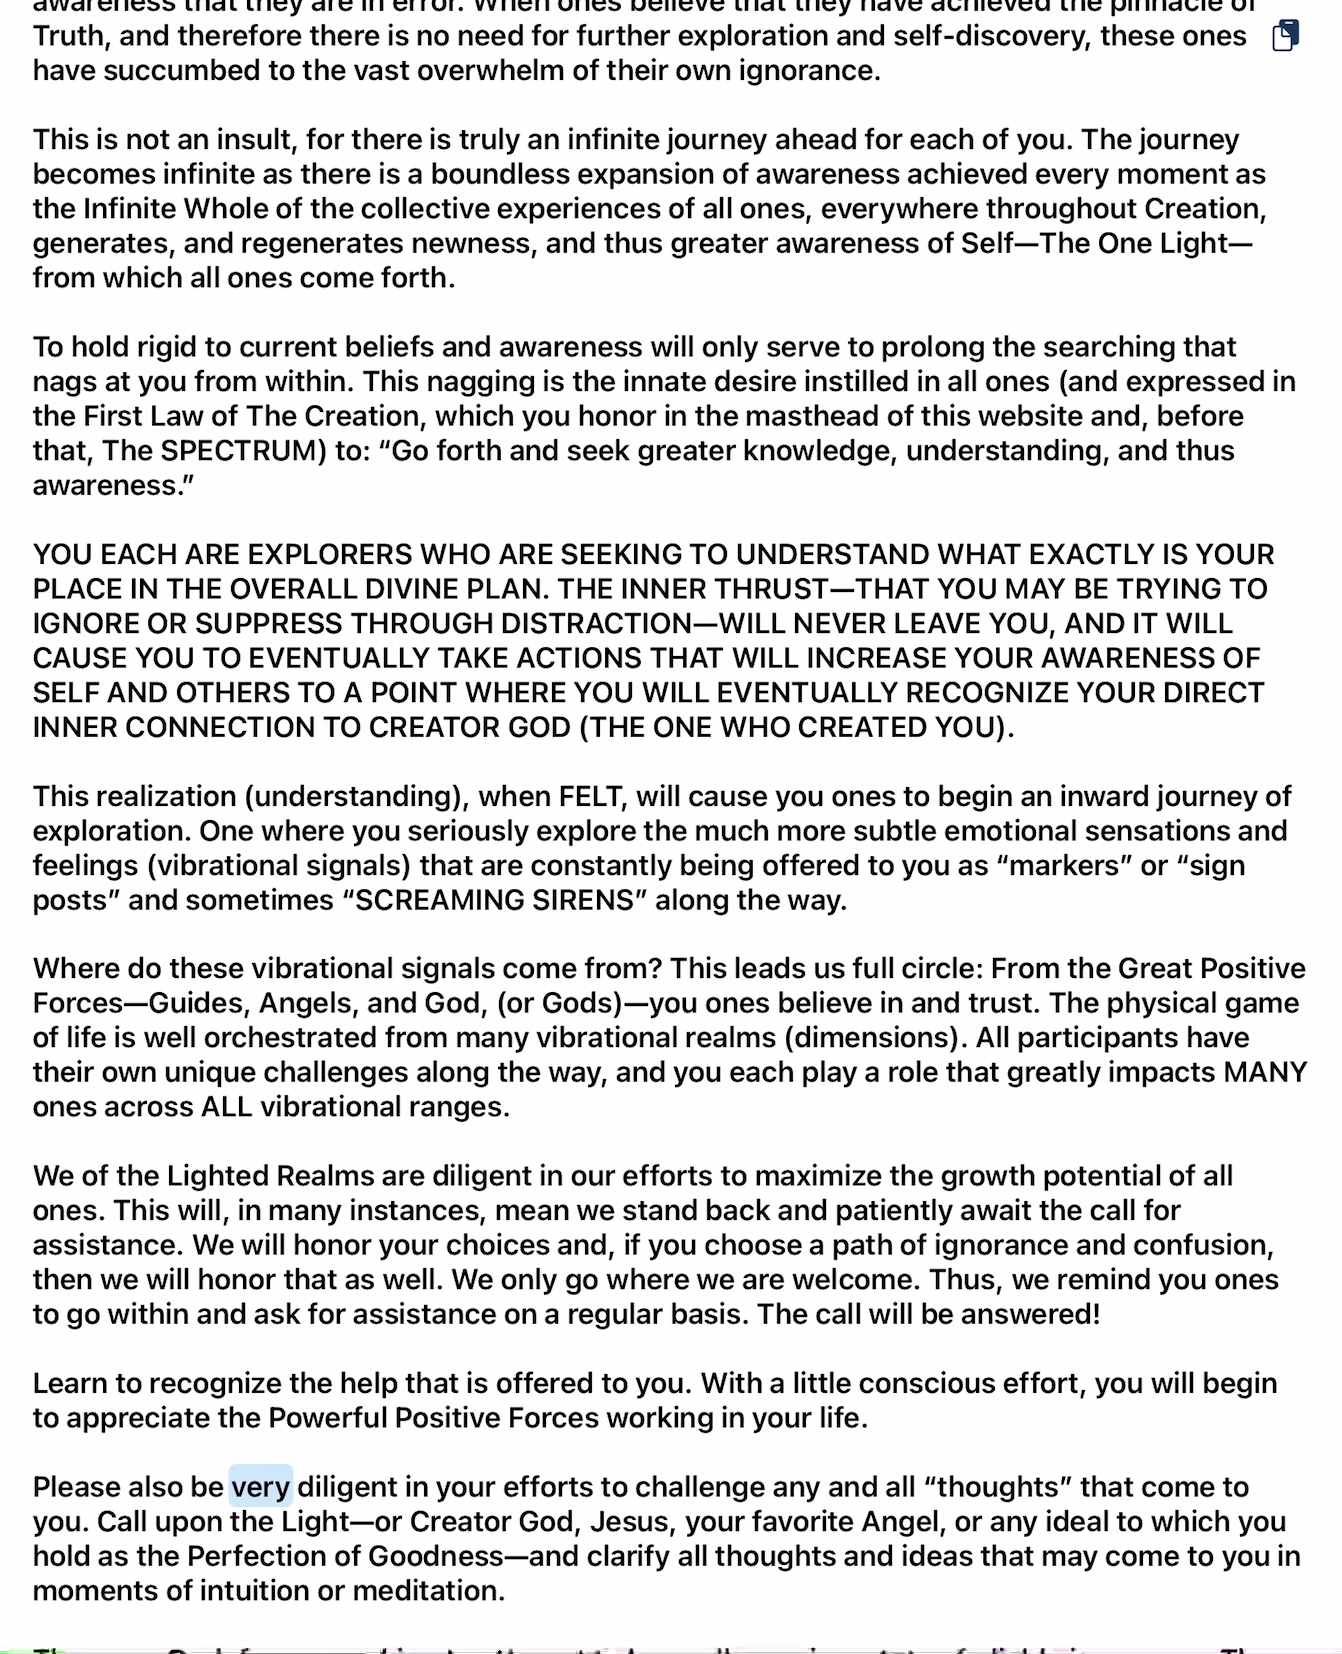 awareness that they are in error. When ones believe that they have achieved the pinnacle of
Truth, and therefore there is no need for further exploration and self-discovery, these ones
have succumbed to the vast overwhelm of their own ignorance.
This is not an insult, for there is truly an infinite journey ahead for each of you. The journey
becomes infinite as there is a boundless expansion of awareness achieved every moment as
the Infinite Whole of the collective experiences of all ones, everywhere throughout Creation,
generates, and regenerates newness, and thus greater awareness of Self—The One Light—
from which all ones come forth.
To hold rigid to current beliefs and awareness will only serve to prolong the searching that
nags at you from within. This nagging is the innate desire instilled in all ones (and expressed in
the First Law of The Creation, which you honor in the masthead of this website and, before
that, The SPECTRUM) to: “Go forth and seek greater knowledge, understanding, and thus
awareness.”
YOU EACH ARE EXPLORERS WHO ARE SEEKING TO UNDERSTAND WHAT EXACTLY IS YOUR
PLACE IN THE OVERALL DIVINE PLAN. THE INNER THRUST—THAT YOU MAY BE TRYING TO
IGNORE OR SUPPRESS THROUGH DISTRACTION—WILL NEVER LEAVE YOU, AND IT WILL
CAUSE YOU TO EVENTUALLY TAKE ACTIONS THAT WILL INCREASE YOUR AWARENESS OF
SELF AND OTHERS TO A POINT WHERE YOU WILL EVENTUALLY RECOGNIZE YOUR DIRECT
INNER CONNECTION TO CREATOR GOD (THE ONE WHO CREATED YOU).
This realization (understanding), when FELT, will cause you ones to begin an inward journey of
exploration. One where you seriously explore the much more subtle emotional sensations and
feelings (vibrational signals) that are constantly being offered to you as “markers” or “sign
posts” and sometimes “SCREAMING SIRENS” along the way.
Where do these vibrational signals come from? This leads us full circle: From the Great Positive
Forces—Guides, Angels, and God, (or Gods)—you ones believe in and trust. The physical game
of life is well orchestrated from many vibrational realms (dimensions). All participants have
their own unique challenges along the way, and you each play a role that greatly impacts MANY
ones across ALL vibrational ranges.
We of the Lighted Realms are diligent in our efforts to maximize the growth potential of all
ones. This will, in many instances, mean we stand back and patiently await the call for
assistance. We will honor your choices and, if you choose a path of ignorance and confusion,
then we will honor that as well. We only go where we are welcome. Thus, we remind you ones
to go within and ask for assistance on a regular basis. The call will be answered!
Learn to recognize the help that is offered to you. With a little conscious effort, you will begin
to appreciate the Powerful Positive Forces working in your life.
Please also be very diligent in your efforts to challenge any and all “thoughts” that come to
you. Call upon the Light—or Creator God, Jesus, your favorite Angel, or any ideal to which you
hold as the Perfection of Goodness—and clarify all thoughts and ideas that may come to you in
moments of intuition or meditation.